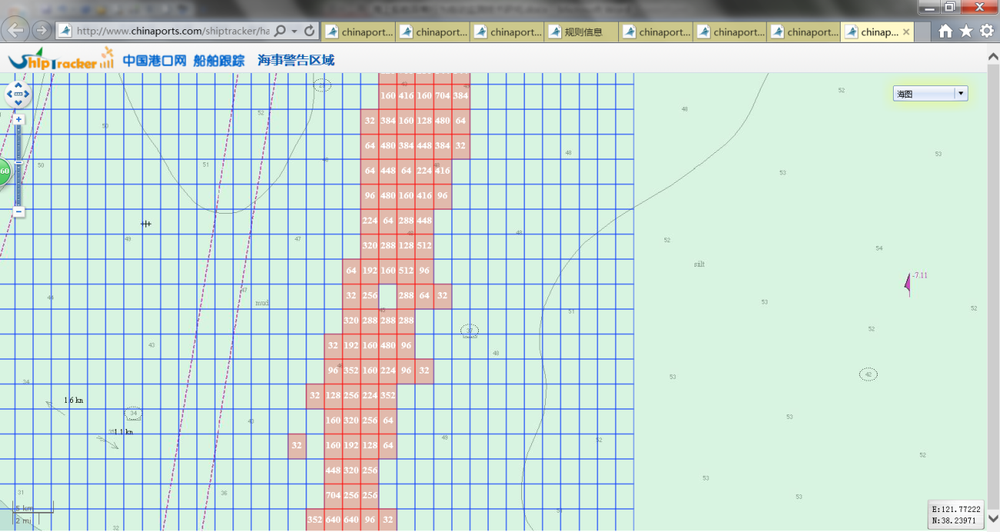 http://www.chinaports.com/shiptracker/ha
chinaport...
chinaport...
chinaport...
规则信息
chinaport...
chinaport...
chinaport...
chinap...
ShipTracker 中国港口网 船舶跟踪 海事警告区域
海图
160 416 160 704 384
32 384 160 128 480 64
64 480 384 448 384 32
64 448 64 224 416
96 480 160 416 96
224 64 288 448
320 288 128 512
64 192 160 512 96
32 256 288 64 32
320 288 288 288
32 192 160 480 96
96 352 160 224 96 32
32 128 256 224 352
160 320 256 64
32 160 192 128 64
448 320 256
704 256 256
352 640 640 96 32
52
48
52
50
53
50
51
48
53
49
47
48
52
54
silt
-7.11
47
44
mud
53
51
52
37
52
43
49
53
42
34
1.6 kn
34
53
1.1 kn
49
52
52
53
31
36
53
5 km
2 mi
32
60
E:121.77222
N:38.23971